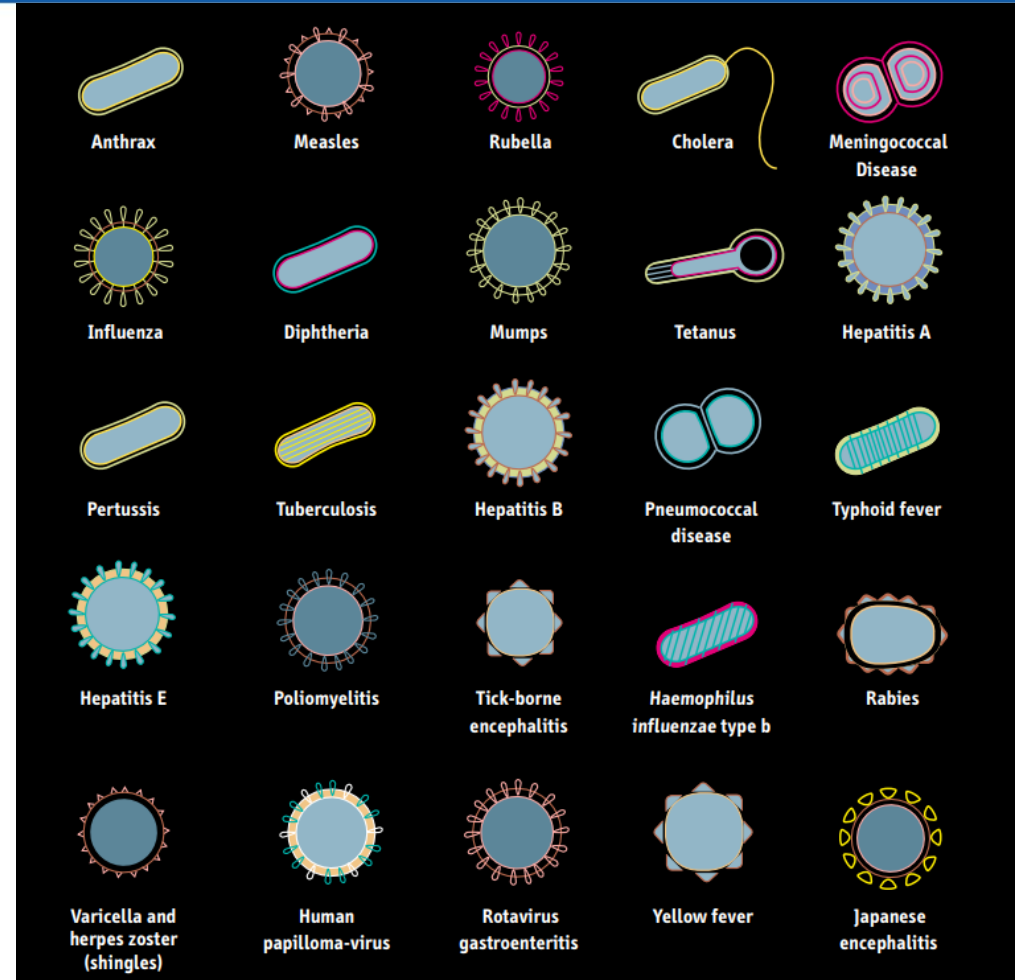 Anthrax
Measles
Rubella
Cholera
Meningococcal
Disease
Influenza
Diphtheria
Mumps
Tetanus
Hepatitis A
Pertussis
Tuberculosis
Hepatitis B
Pneumococcal
disease
Typhoid fever
Hepatitis E
Poliomyelitis
Tick-borne
encephalitis
Haemophilus
influenzae type b
Rabies
Varicella and
herpes zoster
(shingles)
Human
papilloma-virus
Rotavirus
gastroenteritis
Yellow fever
Japanese
encephalitis